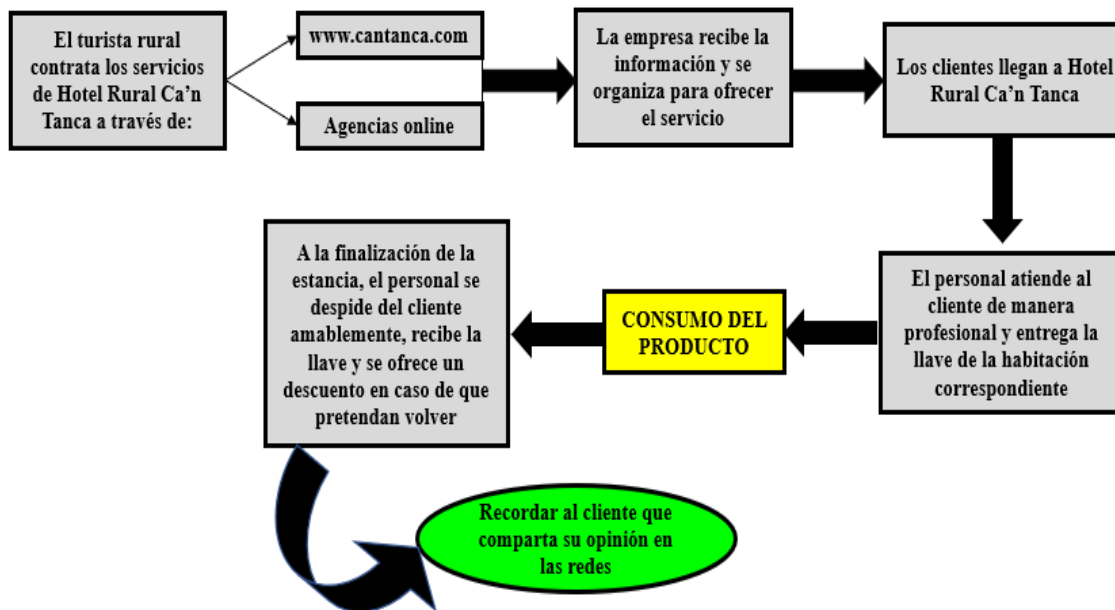 El turista rural
contrata los servicios
de Hotel Rural Ca'n
Tanca a través de:
www.cantanca.com
Agencias online
La empresa recibe la
información y se
organiza para ofrecer
el servicio
Los clientes llegan a Hotel
Rural Ca'n Tanca
El personal atiende al
cliente de manera
profesional y entrega la
llave de la habitación
correspondiente
CONSUMO DEL
PRODUCTO
A la finalización de la
estancia, el personal se
despide del cliente
amablemente, recibe la
llave y se ofrece un
descuento en caso de que
pretendan volver
Recordar al cliente que
comparta su opinión en
las redes